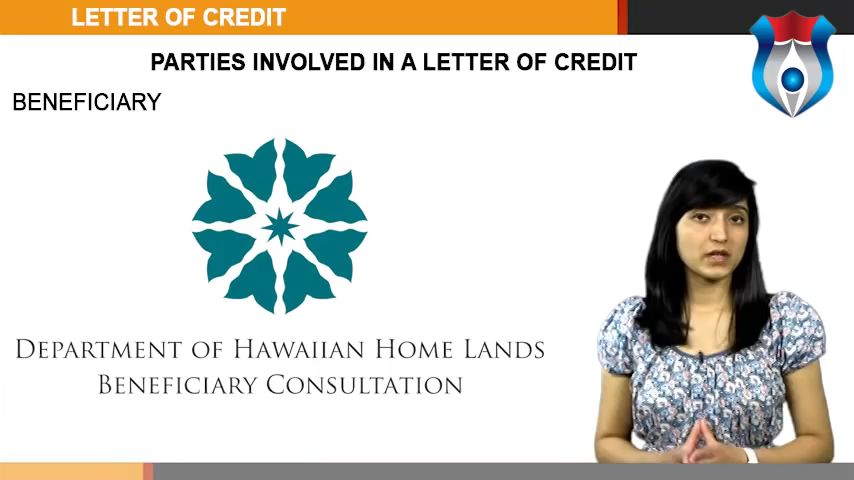 LETTER OF CREDIT
PARTIES INVOLVED IN A LETTER OF CREDIT
BENEFICIARY
DEPARTMENT OF HAWAIIAN HOME LANDS
BENEFICIARY CONSULTATION